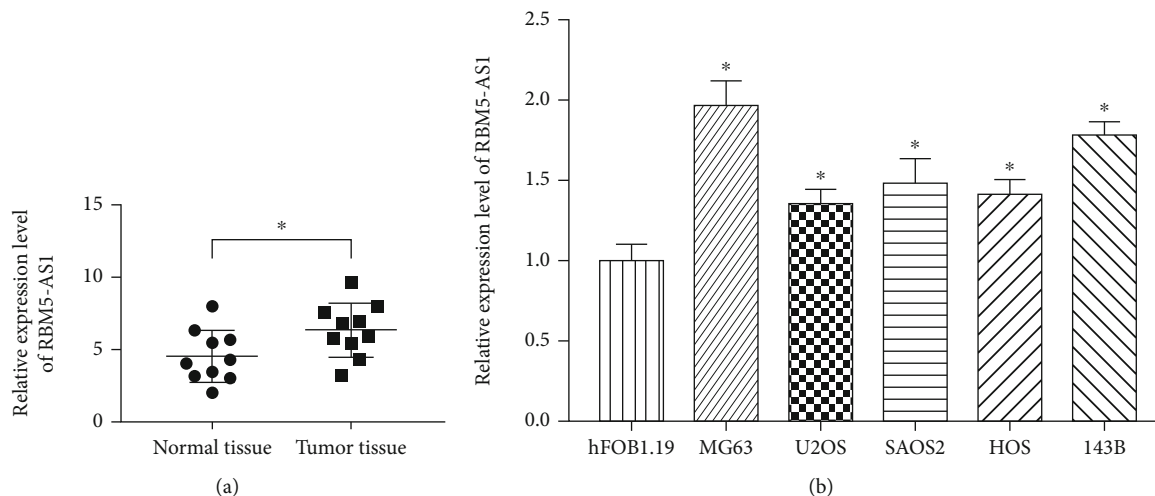 Relative expression level
of RBM5-AS1
15
10
5
0
*
Normal tissue
Tumor tissue
(a)
Relative expression level of RBM5-AS1
2.5
2.0
1.5
1.0
0.5
0.0
*
*
*
*
*
hFOB1.19
MG63
U2OS
SAOS2
HOS
143B
(b)